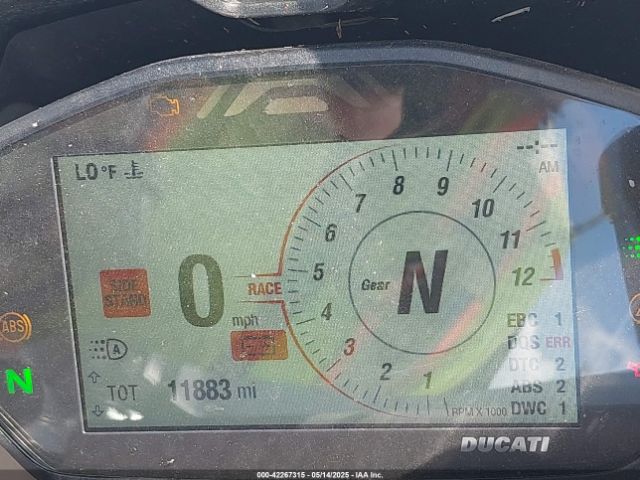 LO °F
--:--
AM
7 8 9 10 11 12
6 5 4 3 2 1
SIDE
STAND
0
mph
RACE
Gear
N
ABS
A
N
TOT 11883 mi
RPM X 1000
EBC 1
DQS ERR
DTC 2
ABS 2
DWC 1
DUCATI
000-42267315 - 05/14/2025 - IAA Inc.